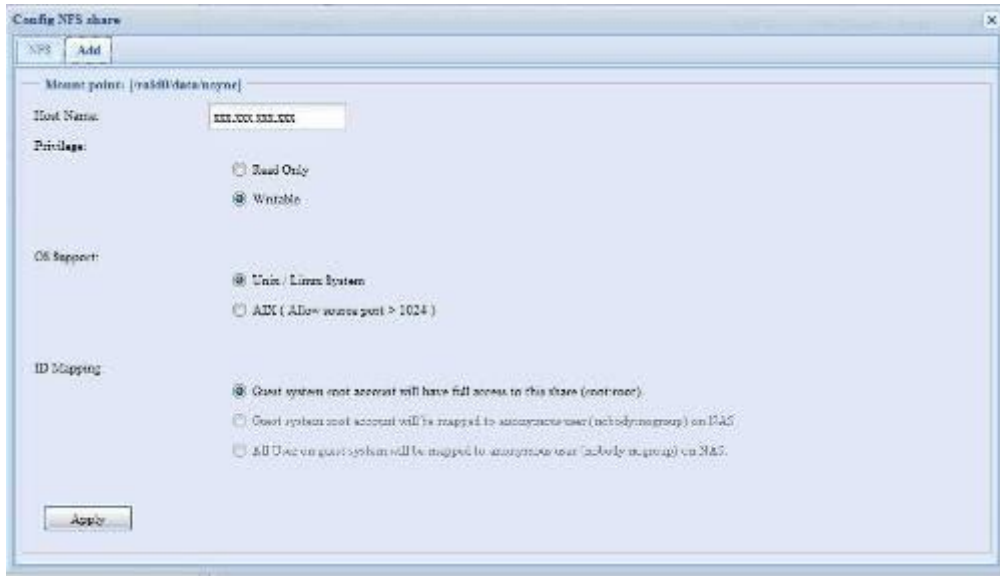 Config NFS share
NFS Add
Mount point: [/raid0/data/nsync]
Host Name: xxx.xxx.xxx.xxx
Privilege:
Read Only
Writable
OS Support:
Unix / Linux System
AIX ( Allow source port > 1024 )
ID Mapping
Guest system root account will have full access to this share (root:root)
Guest system root account will be mapped to anonymous user (nobody:nogroup) on NAS
All User on guest system will be mapped to anonymous user (nobody:nogroup) on NAS.
Apply